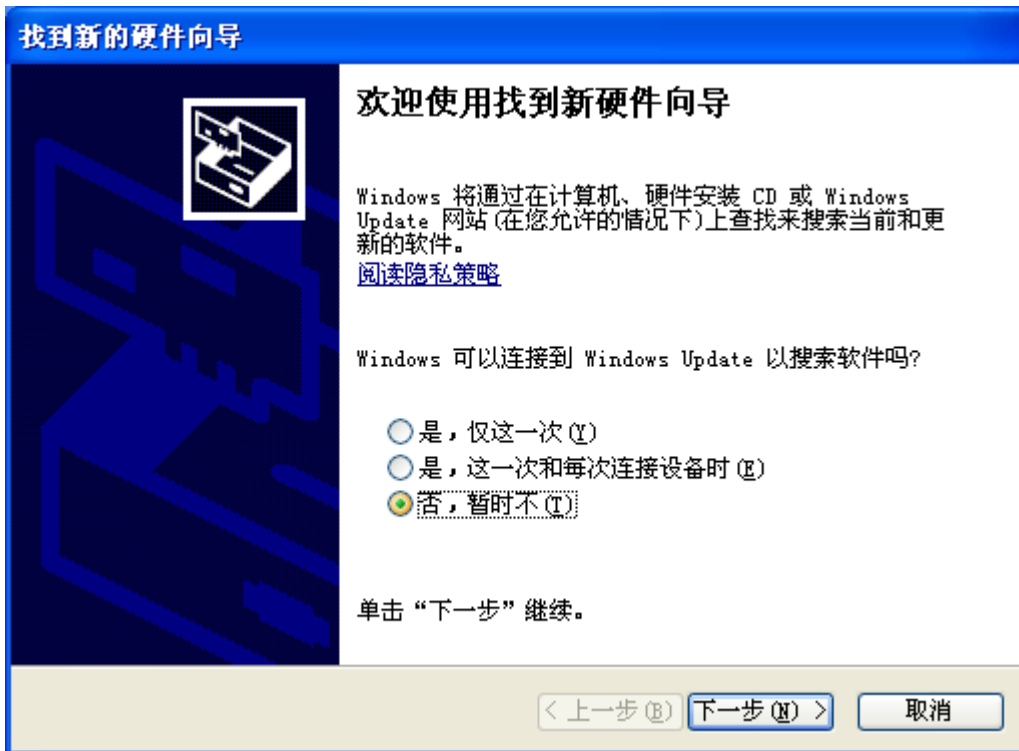 找到新的硬件向导
欢迎使用找到新硬件向导
Windows 将通过在计算机、硬件安装 CD 或 Windows
Update 网站(在您允许的情况下)上查找来搜索当前和更
新的软件。
阅读隐私策略
Windows 可以连接到 Windows Update 以搜索软件吗?
是，仅这一次(Y)
是，这一次和每次连接设备时(E)
否，暂时不(T)
单击“下一步”继续。
< 上一步(B) 下一步(N) > 取消